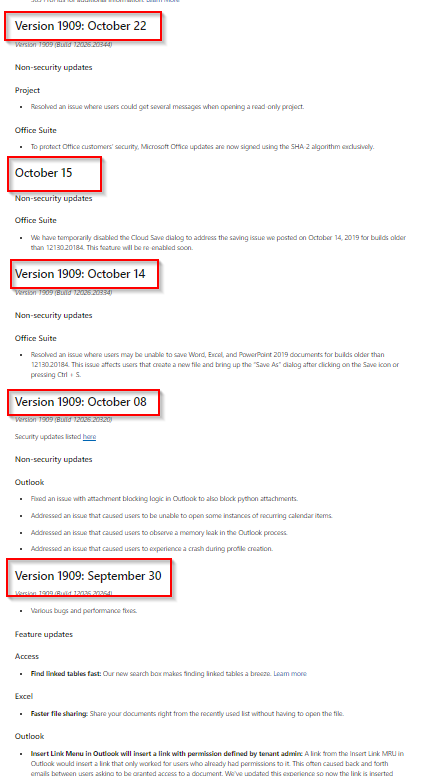 Version 1909: October 22
Version 1909 (Build 12026.20344)
Non-security updates
Project
• Resolved an issue where users could get several messages when opening a read-only project.
Office Suite
• To protect Office customers' security, Microsoft Office updates are now signed using the SHA-2 algorithm exclusively.
October 15
Non-security updates
Office Suite
• We have temporarily disabled the Cloud Save dialog to address the saving issue we posted on October 14, 2019 for builds older
than 12130.20184. This feature will be re-enabled soon.
Version 1909: October 14
Version 1909 (Build 12026.20334)
Non-security updates
Office Suite
• Resolved an issue where users may be unable to save Word, Excel, and PowerPoint 2019 documents for builds older than
12130.20184. This issue affects users that create a new file and bring up the "Save As" dialog after clicking on the Save icon or
pressing Ctrl + S.
Version 1909: October 08
Version 1909 (Build 12026.20320)
Security updates listed here
Non-security updates
Outlook
• Fixed an issue with attachment blocking logic in Outlook to also block python attachments.
• Addressed an issue that caused users to be unable to open some instances of recurring calendar items.
• Addressed an issue that caused users to observe a memory leak in the Outlook process.
• Addressed an issue that caused users to experience a crash during profile creation.
Version 1909: September 30
Version 1909 (Build 12026.20264)
• Various bugs and performance fixes.
Feature updates
Access
• Find linked tables fast: Our new search box makes finding linked tables a breeze. Learn more
Excel
• Faster file sharing: Share your documents right from the recently used list without having to open the file.
Outlook
• Insert Link Menu in Outlook will insert a link with permission defined by tenant admin: A link from the Insert Link MRU in
Outlook would insert a link that only worked for users who already had permissions to it. This often caused back and forth
emails between users asking to be granted access to a document. We've updated this experience so now the link is inserted